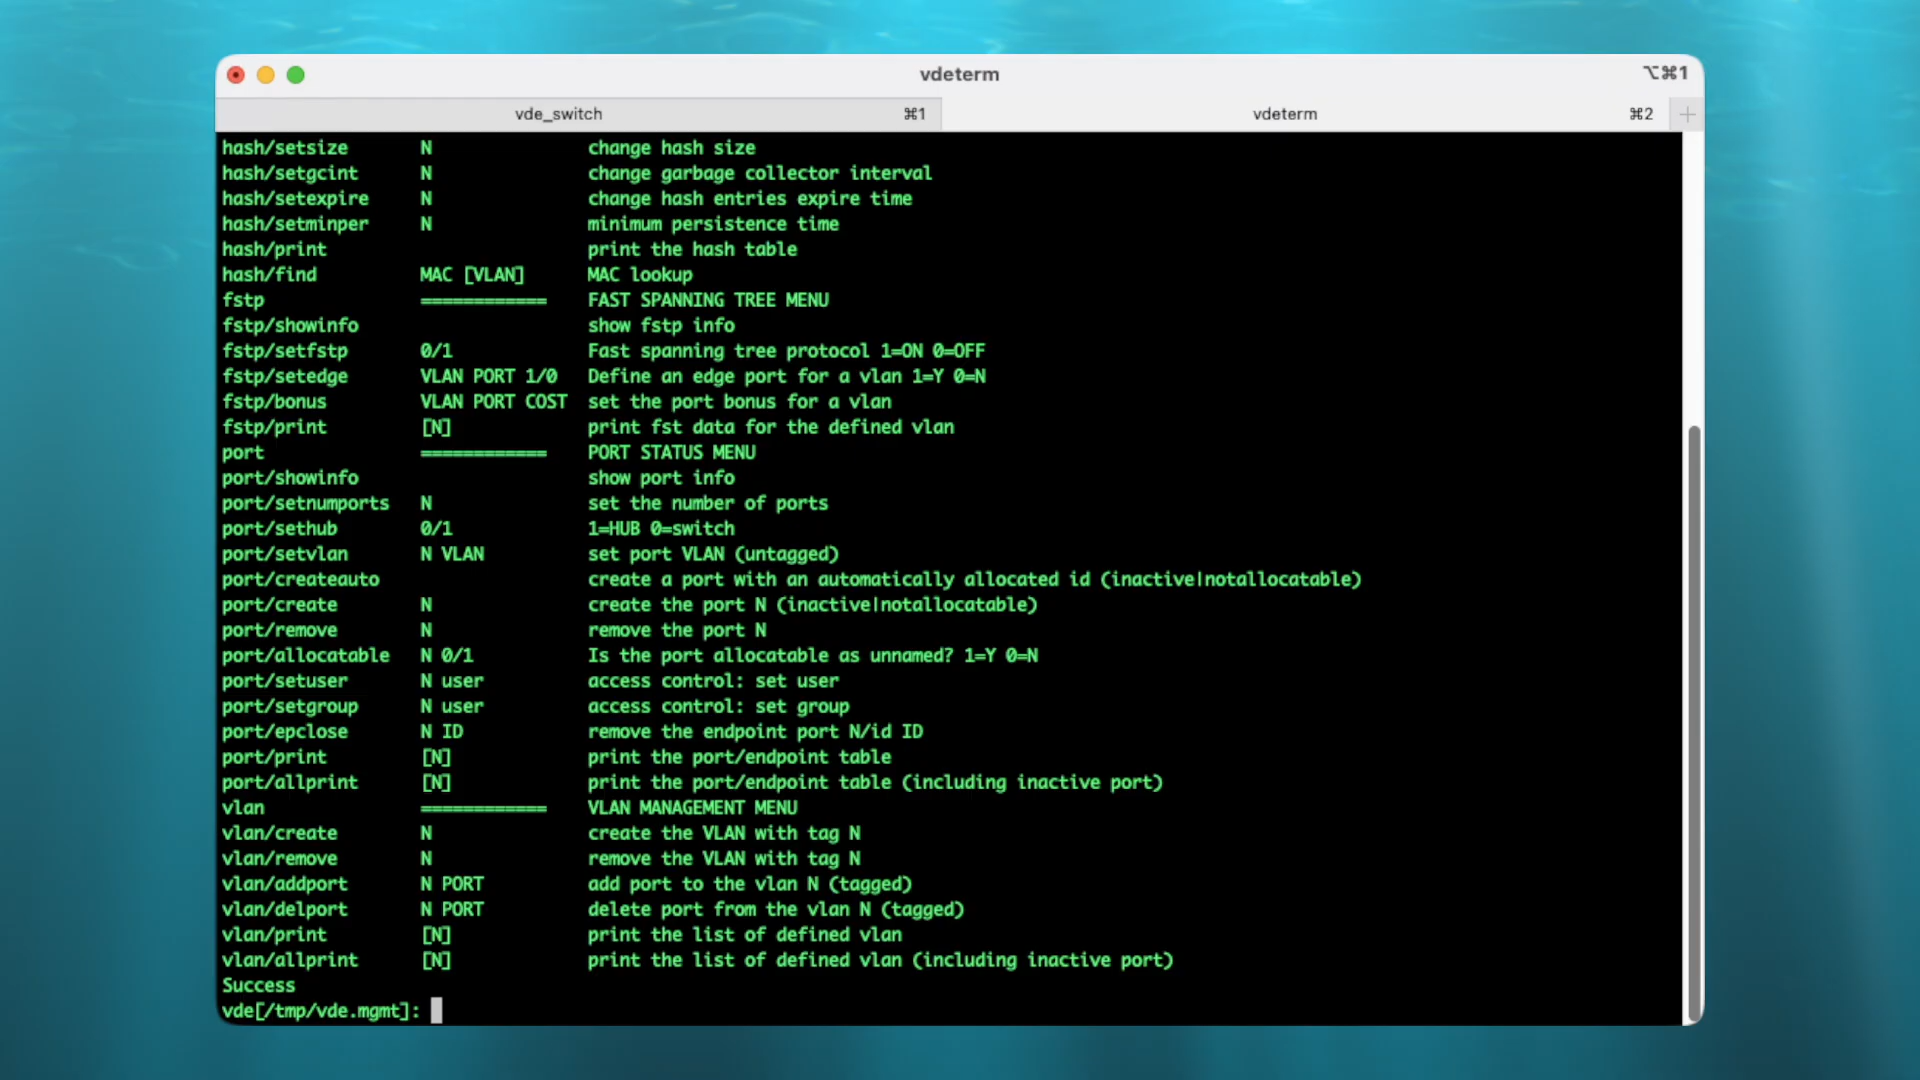 vdeterm
⌥⌘1
vde_switch ⌘1 vdeterm ⌘2 +
hash/setsize N change hash size
hash/setgcint N change garbage collector interval
hash/setexpire N change hash entries expire time
hash/setminper N minimum persistence time
hash/print print the hash table
hash/find MAC [VLAN] MAC lookup
fstp ============ FAST SPANNING TREE MENU
fstp/showinfo show fstp info
fstp/setfstp 0/1 Fast spanning tree protocol 1=ON 0=OFF
fstp/setedge VLAN PORT 1/0 Define an edge port for a vlan 1=Y 0=N
fstp/bonus VLAN PORT COST set the port bonus for a vlan
fstp/print [N] print fst data for the defined vlan
port ============ PORT STATUS MENU
port/showinfo show port info
port/setnumports N set the number of ports
port/sethub 0/1 1=HUB 0=switch
port/setvlan N VLAN set port VLAN (untagged)
port/createauto create a port with an automatically allocated id (inactive|notallocatable)
port/create N create the port N (inactive|notallocatable)
port/remove N remove the port N
port/allocatable N 0/1 Is the port allocatable as unnamed? 1=Y 0=N
port/setuser N user access control: set user
port/setgroup N user access control: set group
port/epclose N ID remove the endpoint port N/id ID
port/print [N] print the port/endpoint table
port/allprint [N] print the port/endpoint table (including inactive port)
vlan ============ VLAN MANAGEMENT MENU
vlan/create N create the VLAN with tag N
vlan/remove N remove the VLAN with tag N
vlan/addport N PORT add port to the vlan N (tagged)
vlan/delport N PORT delete port from the vlan N (tagged)
vlan/print [N] print the list of defined vlan
vlan/allprint [N] print the list of defined vlan (including inactive port)
Success
vde[/tmp/vde.mgmt]: